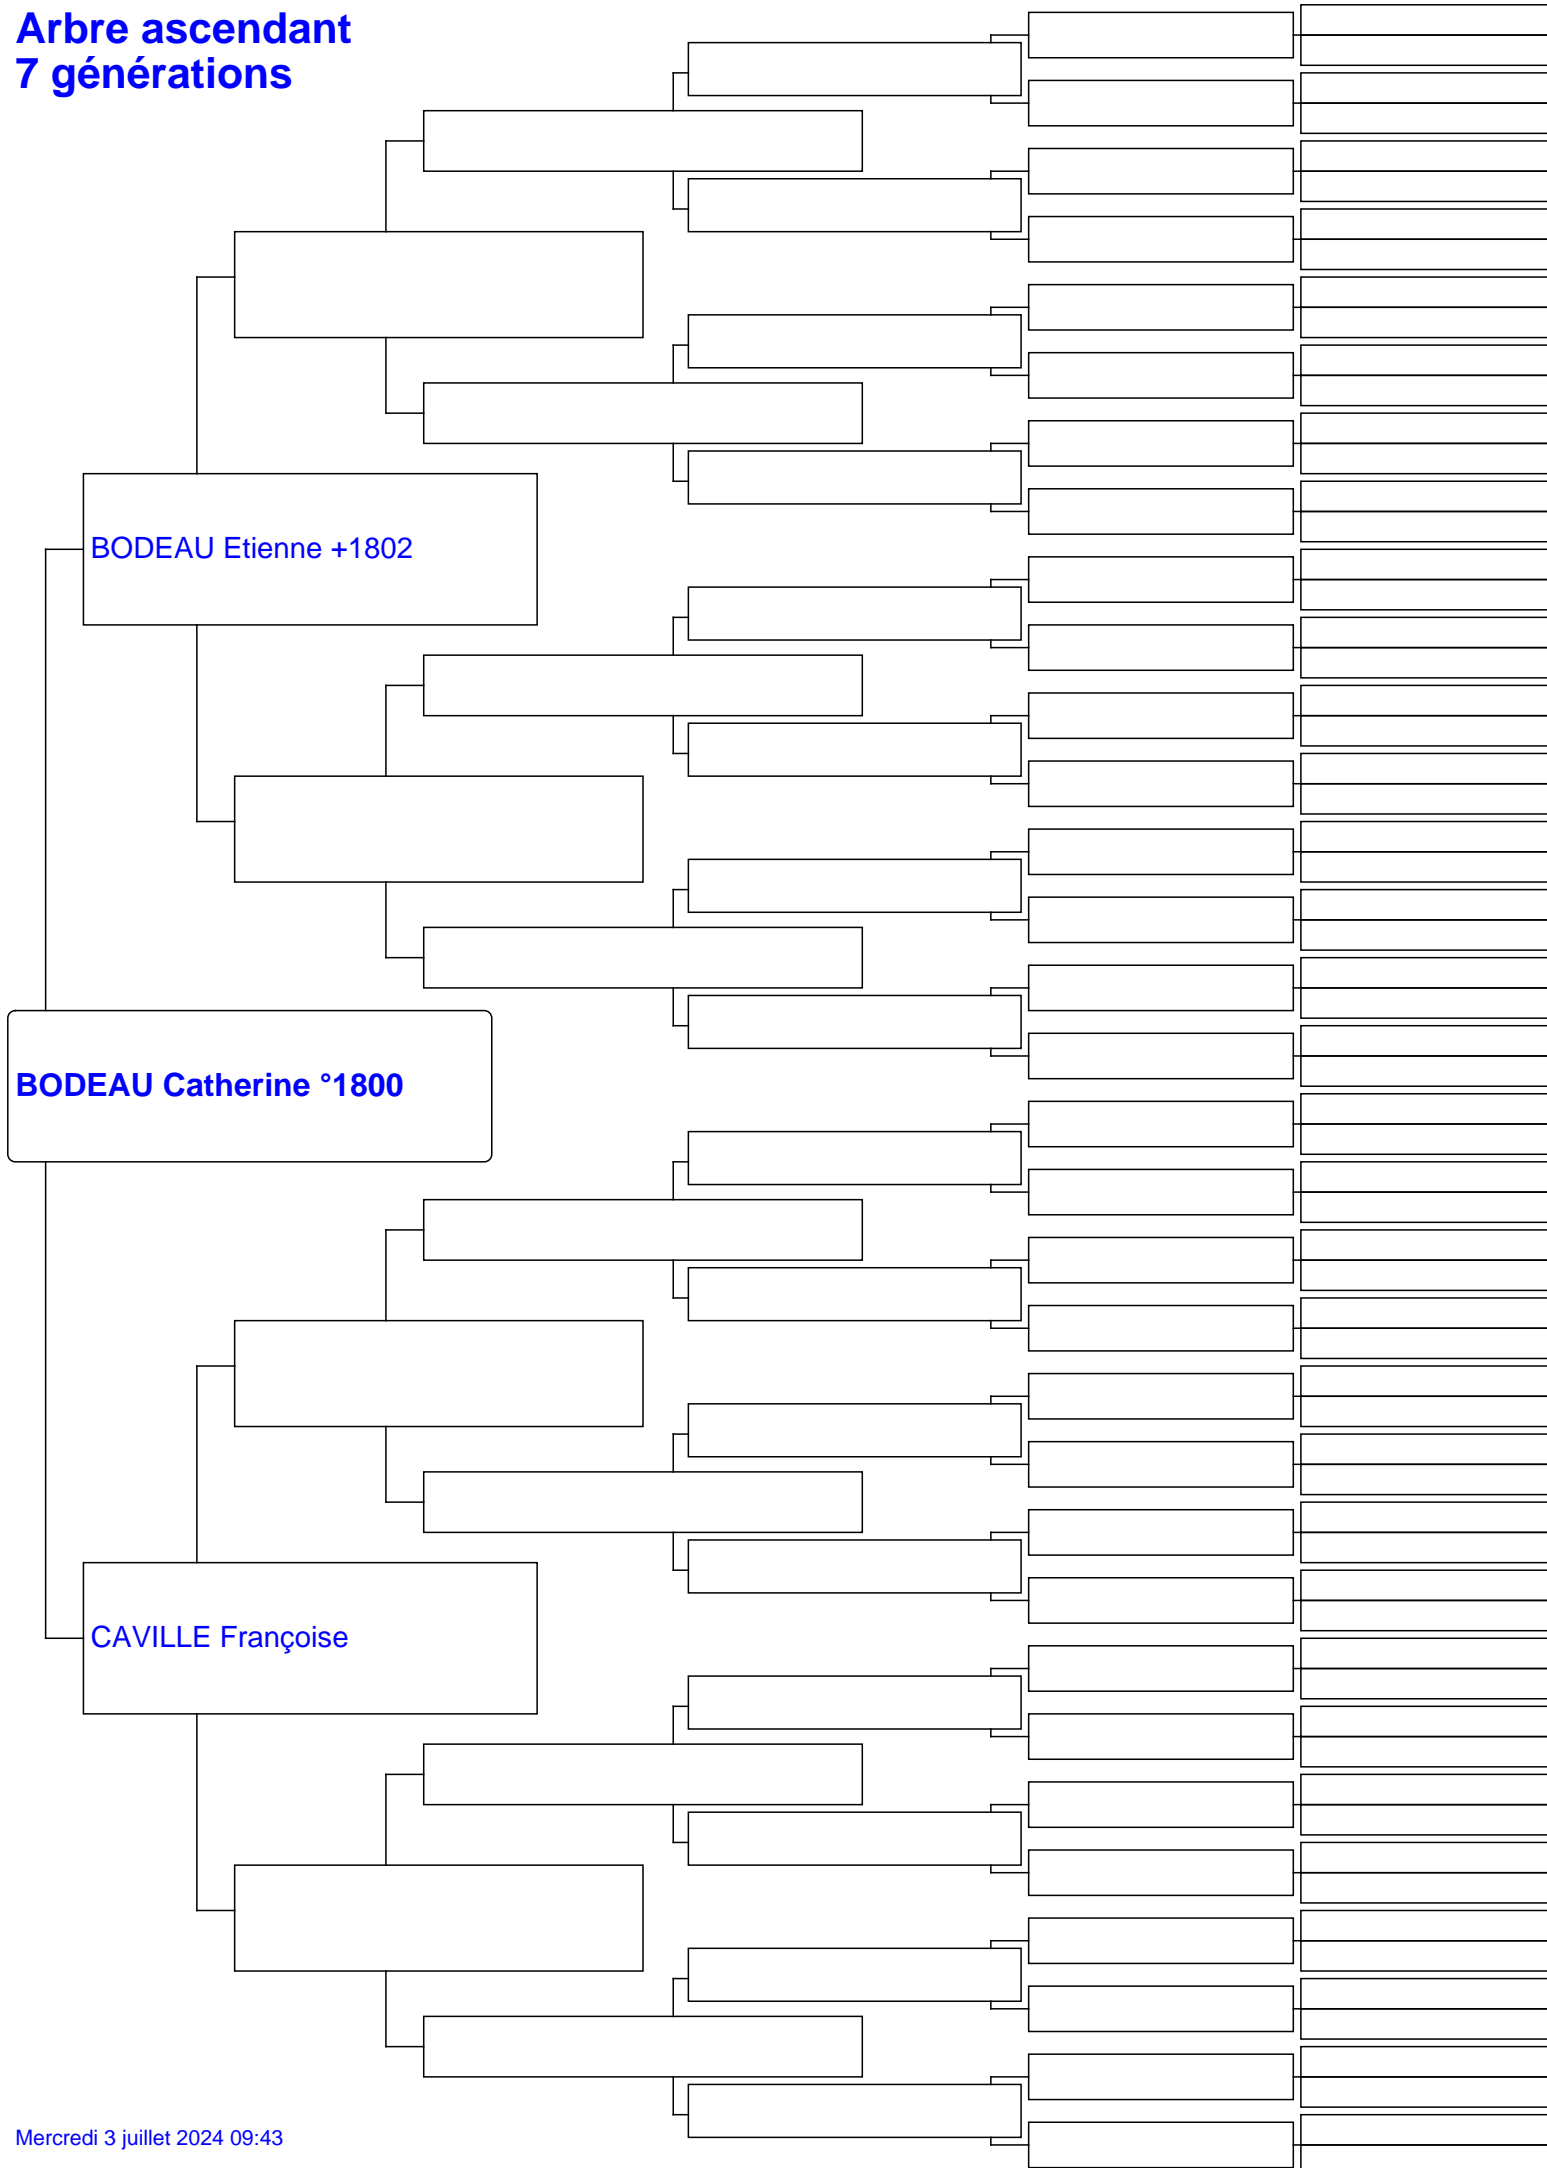 Arbre ascendant
7 générations
BODEAU Etienne +1802
BODEAU Catherine °1800
CAVILLE Françoise
Mercredi 3 juillet 2024 09:43